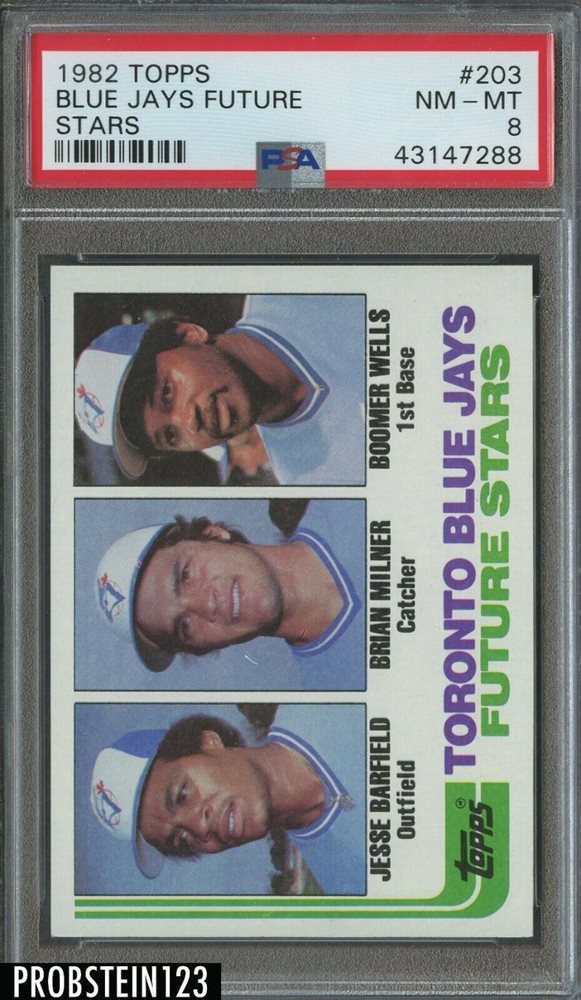 1982 TOPPS #203
BLUE JAYS FUTURE NM - MT
STARS 8
PSA 43147288
JESSE BARFIELD
Outfield
BRIAN MILNER
Catcher
BOOMER WELLS
1st Base
TOPPS®
TORONTO BLUE JAYS
FUTURE STARS
PROBSTEIN123